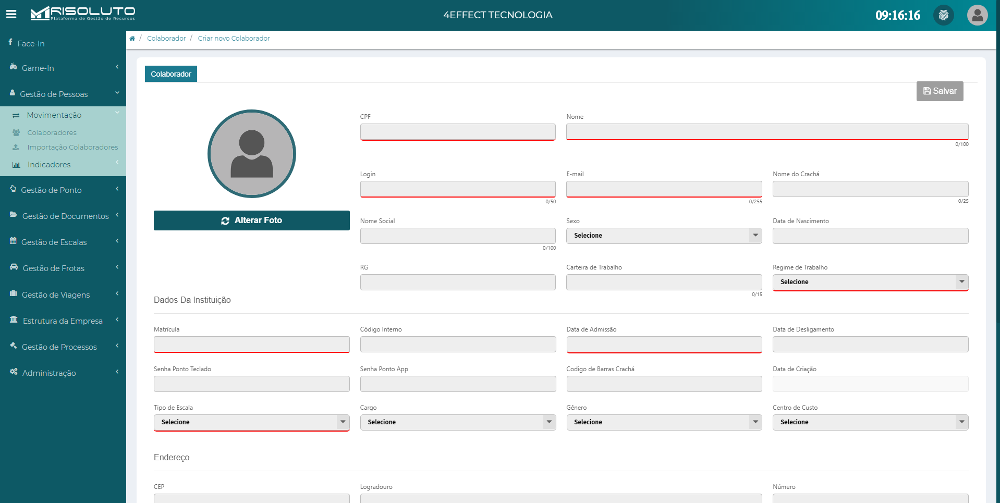 RISOLUTO
Plataforma de Gestão de Recursos
4EFFECT TECNOLOGIA
09:16:16
Face-In
Game-In
Gestão de Pessoas
Movimentação
Colaboradores
Importação Colaboradores
Indicadores
Gestão de Ponto
Gestão de Documentos
Gestão de Escalas
Gestão de Frotas
Gestão de Viagens
Estrutura da Empresa
Gestão de Processos
Administração
/ Colaborador / Criar novo Colaborador
Colaborador
Salvar
Alterar Foto
CPF
Nome
0/100
Login
E-mail
Nome do Crachá
0/50
0/255
0/25
Nome Social
Sexo
Data de Nascimento
Selecione
0/100
RG
Carteira de Trabalho
Regime de Trabalho
Selecione
0/15
Dados Da Instituição
Matrícula
Código Interno
Data de Admissão
Data de Desligamento
Senha Ponto Teclado
Senha Ponto App
Codigo de Barras Crachá
Data de Criação
Tipo de Escala
Cargo
Gênero
Centro de Custo
Selecione
Selecione
Selecione
Selecione
Endereço
CEP
Logradouro
Número